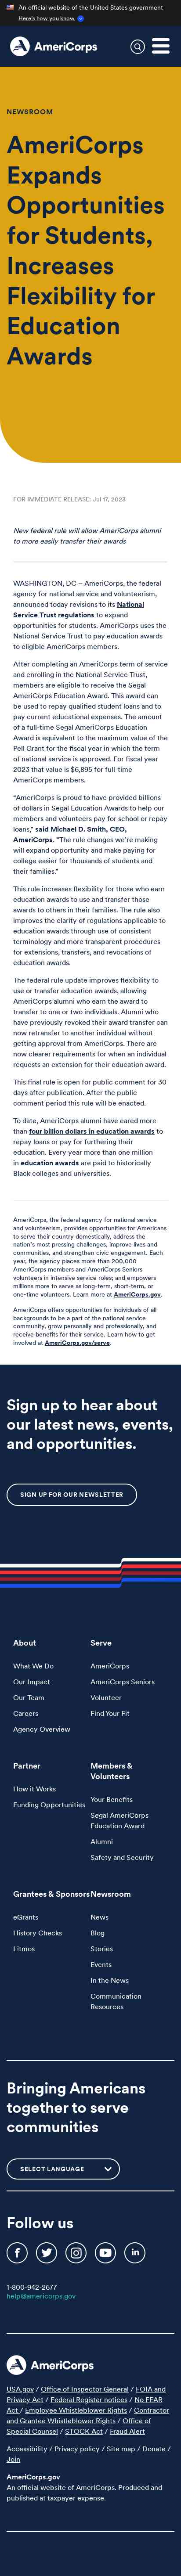 An official website of the United States government
Here's how you know
AmeriCorps
NEWSROOM
AmeriCorps
Expands
Opportunities
for Students,
Increases
Flexibility for
Education
Awards
FOR IMMEDIATE RELEASE: Jul 17, 2023
New federal rule will allow AmeriCorps alumni
to more easily transfer their awards
WASHINGTON, DC – AmeriCorps, the federal
agency for national service and volunteerism,
announced today revisions to its National
Service Trust regulations to expand
opportunities for students. AmeriCorps uses the
National Service Trust to pay education awards
to eligible AmeriCorps members.
After completing an AmeriCorps term of service
and enrolling in the National Service Trust,
members are eligible to receive the Segal
AmeriCorps Education Award. This award can
be used to repay qualified student loans and to
pay current educational expenses. The amount
of a full-time Segal AmeriCorps Education
Award is equivalent to the maximum value of the
Pell Grant for the fiscal year in which the term
of national service is approved. For fiscal year
2023 that value is $6,895 for full-time
AmeriCorps members.
“AmeriCorps is proud to have provided billions
of dollars in Segal Education Awards to help our
members and alumni pay for school or repay
loans,” said Michael D. Smith, CEO,
AmeriCorps. “The rule changes we’re making
will expand opportunity and make paying for
college easier for thousands of students and
their families.”
This rule increases flexibility for those who earn
education awards to use and transfer those
awards to others in their families. The rule also
improves the clarity of regulations applicable to
education awards through use of consistent
terminology and more transparent processes for
extensions, transfers, and revocations of
education awards.
The federal rule update improves flexibility to
use or transfer education awards, allowing
AmeriCorps alumni who earn the award to
transfer to one or two individuals. Alumni who
have previously revoked their award transfer can
now retransfer those funds without getting
approval from AmeriCorps. There are also
now clearer requirements for when an individual
can request an extension for their education award.
This final rule is open for public comment for 30
days after publication. After the public
comment period this rule will be enacted.
To date, AmeriCorps alumni have earned more
than four billion dollars in education awards to
repay loans or pay for furthering their
education. Every year more than one million
in education awards are paid to historically
Black colleges and universities.
AmeriCorps, the federal agency for national service
and volunteerism, provides opportunities for Americans
to serve their country domestically, address the
nation’s most pressing challenges, improve lives and
communities, and strengthen civic engagement. Each
year, the agency places more than 200,000
AmeriCorps members and AmeriCorps Seniors
volunteers in intensive service roles; and empowers
millions more to serve as long-term, short-term, or
one-time volunteers. Learn more at AmeriCorps.gov.
AmeriCorps offers opportunities for individuals of all
backgrounds to be a part of the national service
community, grow personally and professionally, and
receive benefits for their service. Learn how to get
involved at AmeriCorps.gov/serve.
Sign up to hear about
our latest news, events,
and opportunities.
SIGN UP FOR OUR NEWSLETTER
About
What We Do
Our Impact
Our Team
Careers
Agency Overview
Serve
AmeriCorps
AmeriCorps Seniors
Volunteer
Find Your Fit
Partner
How it Works
Funding Opportunities
Members &
Volunteers
Your Benefits
Segal AmeriCorps
Education Award
Alumni
Safety and Security
Grantees & Sponsors
eGrants
History Checks
Litmos
Newsroom
News
Blog
Stories
Events
In the News
Communication
Resources
Bringing Americans
together to serve
communities
SELECT LANGUAGE
Follow us
1-800-942-2677
help@americorps.gov
AmeriCorps
USA.gov / Office of Inspector General / FOIA and
Privacy Act / Federal Register notices / No FEAR
Act / Employee Whistleblower Rights / Contractor
and Grantee Whistleblower Rights / Office of
Special Counsel / STOCK Act / Fraud Alert
Accessibility / Privacy policy / Site map / Donate /
Join
AmeriCorps.gov
An official website of AmeriCorps. Produced and
published at taxpayer expense.